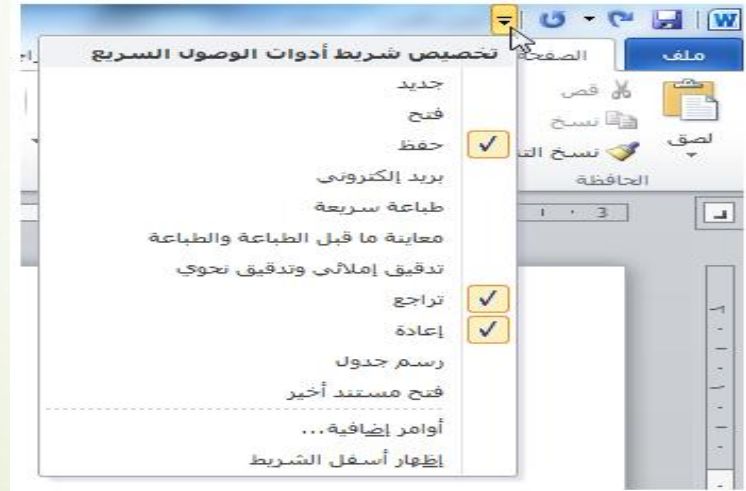 W
ملف
الصفحة
قص
نسخ
نسخ
لصق
الحافظة
3 · 1
تخصيص شريط أدوات الوصول السريع
جديد
فتح
حفظ
بريد إلكتروني
طباعة سريعة
معاينة ما قبل الطباعة والطباعة
تدقيق إملائي وتدقيق نحوي
تراجع
إعادة
رسم جدول
فتح مستند أخير
أوامر إضافية...
إظهار أسفل الشريط